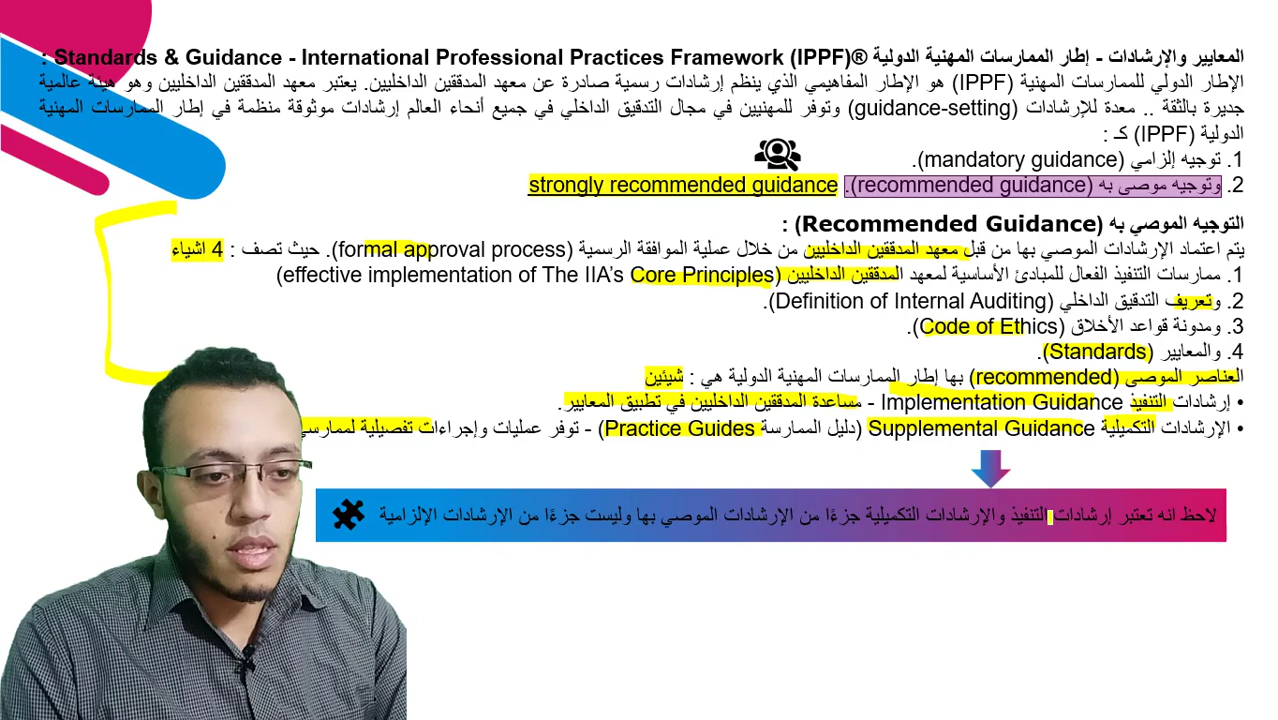 المعايير والإرشادات - إطار الممارسات المهنية الدولية Standards & Guidance - International Professional Practices Framework (IPPF)® :
الإطار الدولي للممارسات المهنية (IPPF) هو الإطار المفاهيمي الذي ينظم إرشادات رسمية صادرة عن معهد المدققين الداخليين. يعتبر معهد المدققين الداخليين وهو هيئة عالمية
جديرة بالثقة .. معدة للإرشادات (guidance-setting) وتوفر للمهنيين في مجال التدقيق الداخلي في جميع أنحاء العالم إرشادات موثوقة منظمة في إطار الممارسات المهنية
الدولية (IPPF) كـ :
1. توجيه إلزامي (mandatory guidance).
2. وتوجيه موصى به (recommended guidance). strongly recommended guidance
التوجيه الموصي به (Recommended Guidance) :
يتم اعتماد الإرشادات الموصي بها من قبل معهد المدققين الداخليين من خلال عملية الموافقة الرسمية (formal approval process). حيث تصف : 4 اشياء
1. ممارسات التنفيذ الفعال للمبادئ الأساسية لمعهد المدققين الداخليين (effective implementation of The IIA’s Core Principles)
2. وتعريف التدقيق الداخلي (Definition of Internal Auditing).
3. ومدونة قواعد الأخلاق (Code of Ethics).
4. والمعايير (Standards).
العناصر الموصى (recommended) بها إطار الممارسات المهنية الدولية هي : شيئين
• إرشادات التنفيذ Implementation Guidance - مساعدة المدققين الداخليين في تطبيق المعايير.
• الإرشادات التكميلية Supplemental Guidance (دليل الممارسة Practice Guides) - توفر عمليات وإجراءات تفصيلية
لاحظ انه تعتبر إرشادات التنفيذ والإرشادات التكميلية جزءًا من الإرشادات الموصي بها وليست جزءًا من الإرشادات الإلزامية